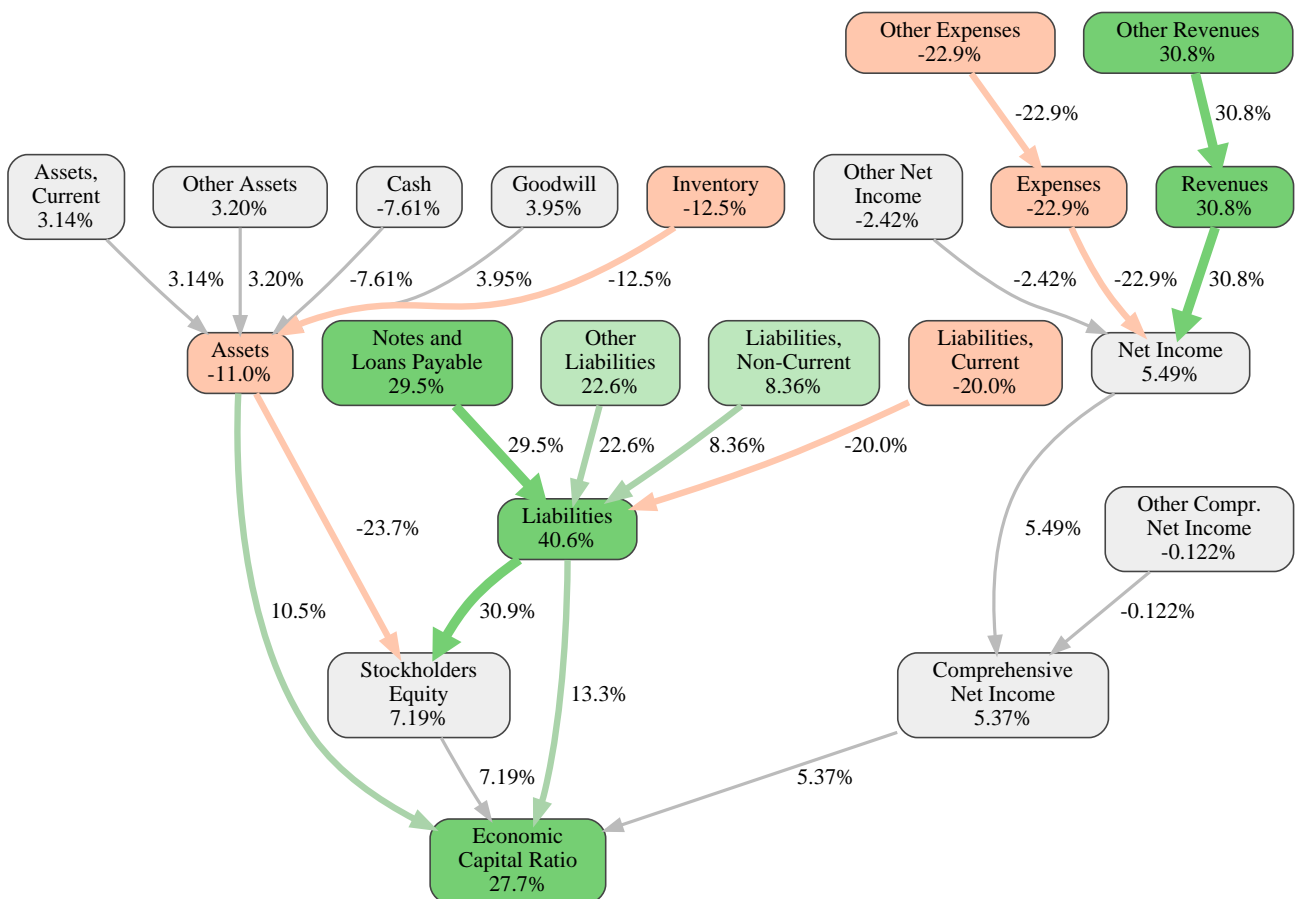 Other Expenses
-22.9%
Other Revenues
30.8%
-22.9%
30.8%
Assets,
Current
3.14%
Other Assets
3.20%
Cash
-7.61%
Goodwill
3.95%
Inventory
-12.5%
Other Net
Income
-2.42%
Expenses
-22.9%
Revenues
30.8%
3.14%
3.20%
-7.61%
3.95%
-12.5%
-2.42%
-22.9%
30.8%
Assets
-11.0%
Notes and
Loans Payable
29.5%
Other
Liabilities
22.6%
Liabilities,
Non-Current
8.36%
Liabilities,
Current
-20.0%
Net Income
5.49%
29.5%
22.6%
8.36%
-20.0%
-23.7%
Liabilities
40.6%
5.49%
Other Compr.
Net Income
-0.122%
10.5%
30.9%
-0.122%
Stockholders
Equity
7.19%
13.3%
Comprehensive
Net Income
5.37%
7.19%
5.37%
Economic
Capital Ratio
27.7%